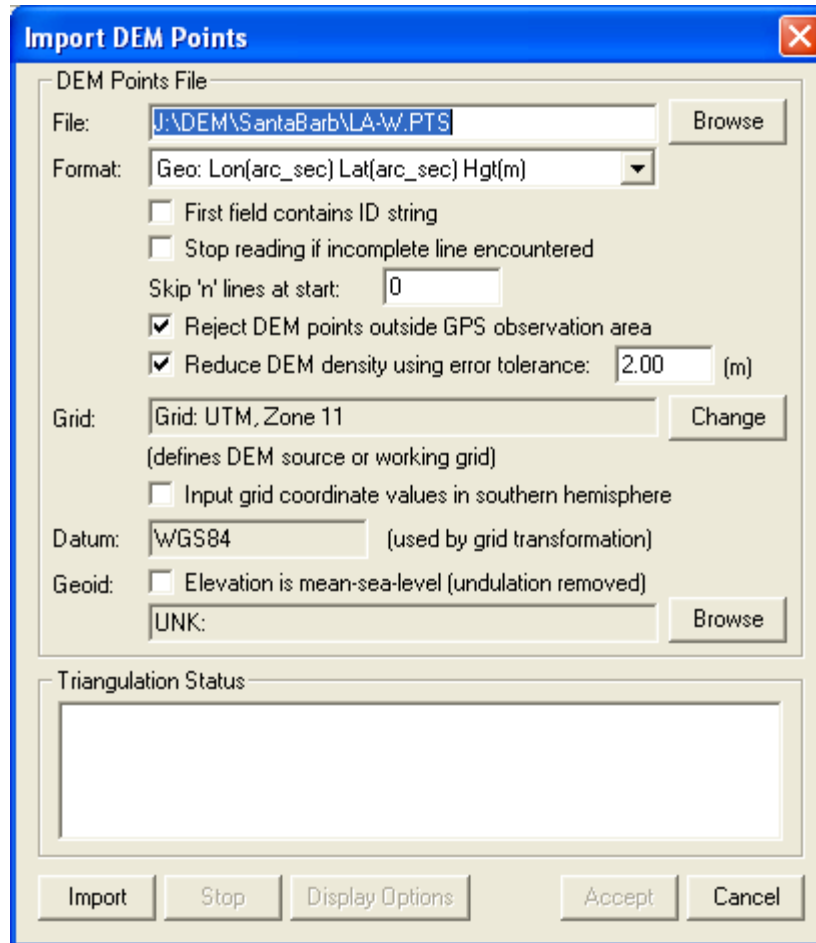 Import DEM Points
DEM Points File
File: J:\DEM\SantaBarb\LA-W.PTS Browse
Format: Geo: Lon(arc_sec) Lat(arc_sec) Hgt(m)
First field contains ID string
Stop reading if incomplete line encountered
Skip 'n' lines at start: 0
Reject DEM points outside GPS observation area
Reduce DEM density using error tolerance: 2.00 (m)
Grid: Grid: UTM, Zone 11 Change
(defines DEM source or working grid)
Input grid coordinate values in southern hemisphere
Datum: WGS84 (used by grid transformation)
Geoid: Elevation is mean-sea-level (undulation removed)
UNK: Browse
Triangulation Status
Import Stop Display Options Accept Cancel